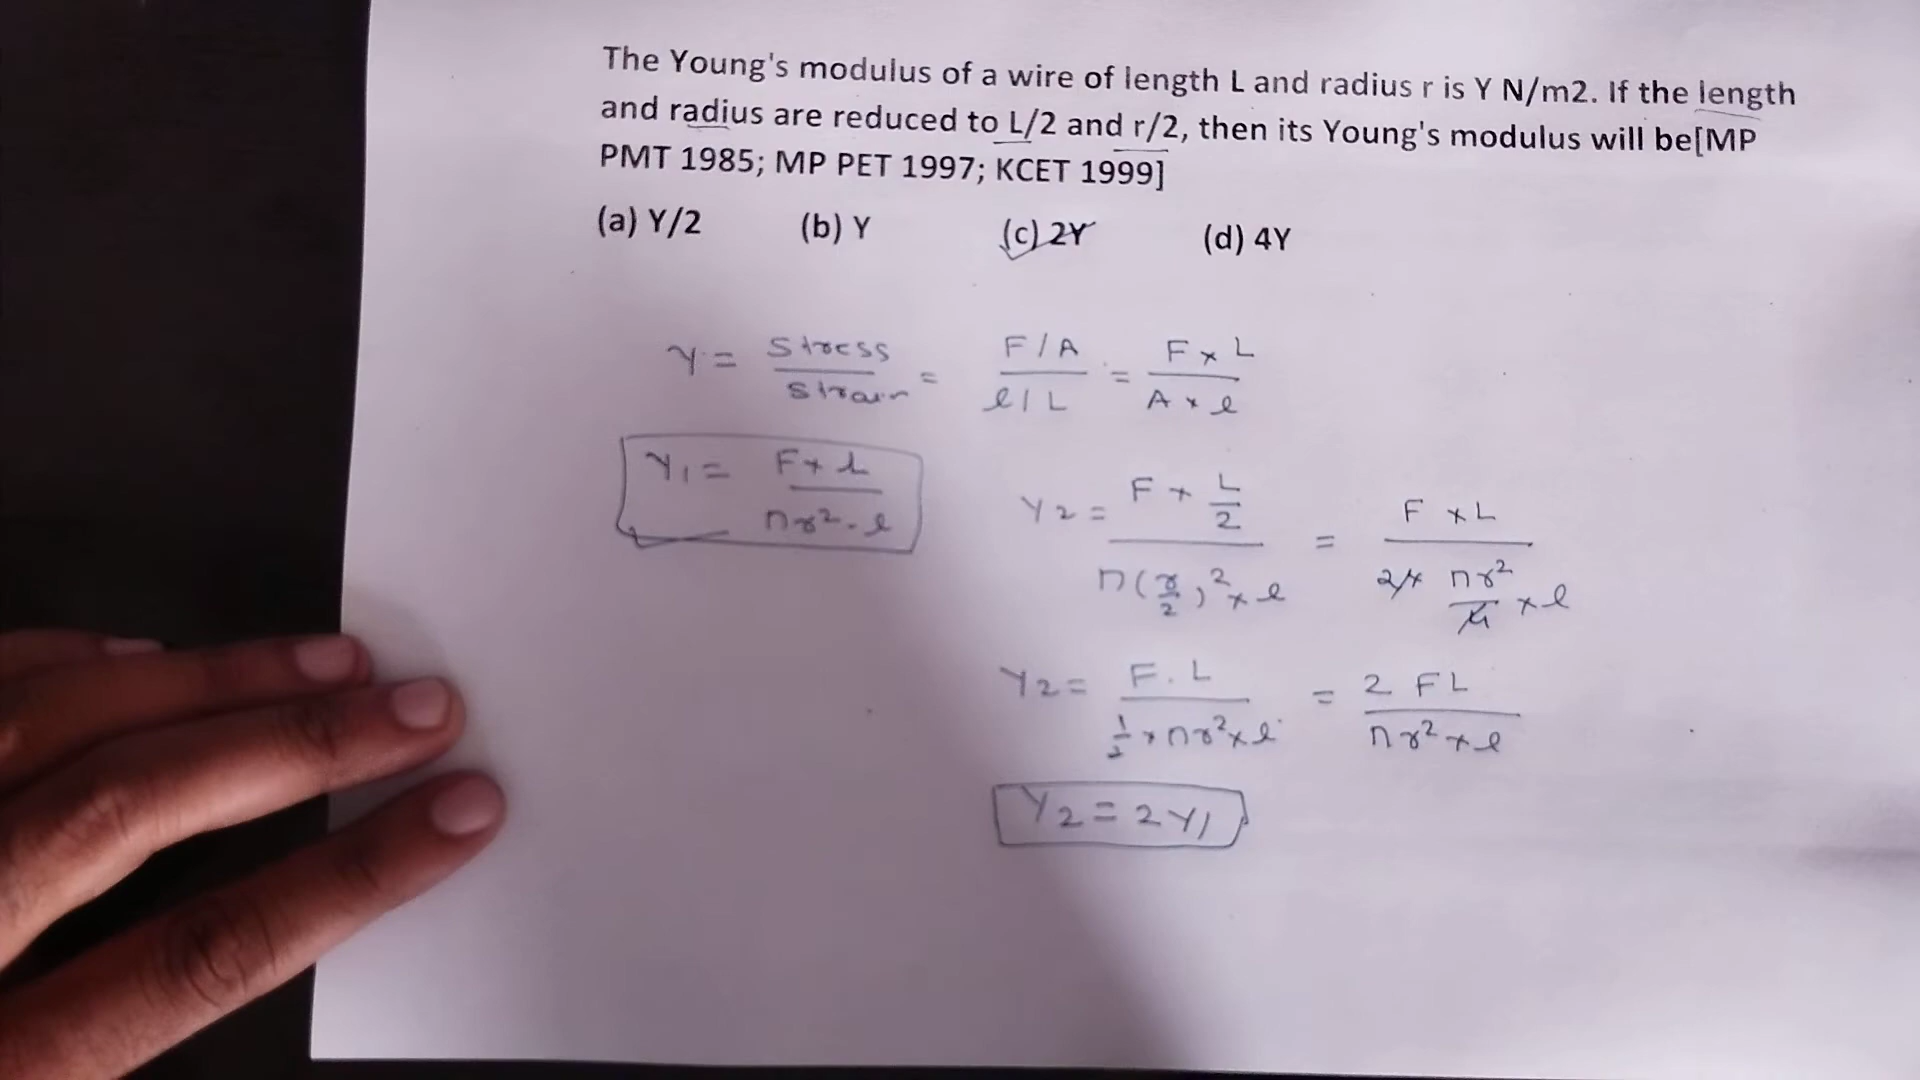 The Young's modulus of a wire of length L and radius r is Y N/m2. If the length
and radius are reduced to L/2 and r/2, then its Young's modulus will be[MP
PMT 1985; MP PET 1997; KCET 1999]
(a) Y/2 (b) Y (c) 2Y (d) 4Y
Y = Stress / Strain = F/A / l/L = F × L / A × l
Y1 = F × L / πr² . l
Y2 = F × L/2 / π(r/2)² × l = F × L / 2 × πr²/4 × l
Y2 = F . L / 1/2 × πr² × l = 2 FL / πr² × l
Y2 = 2Y1